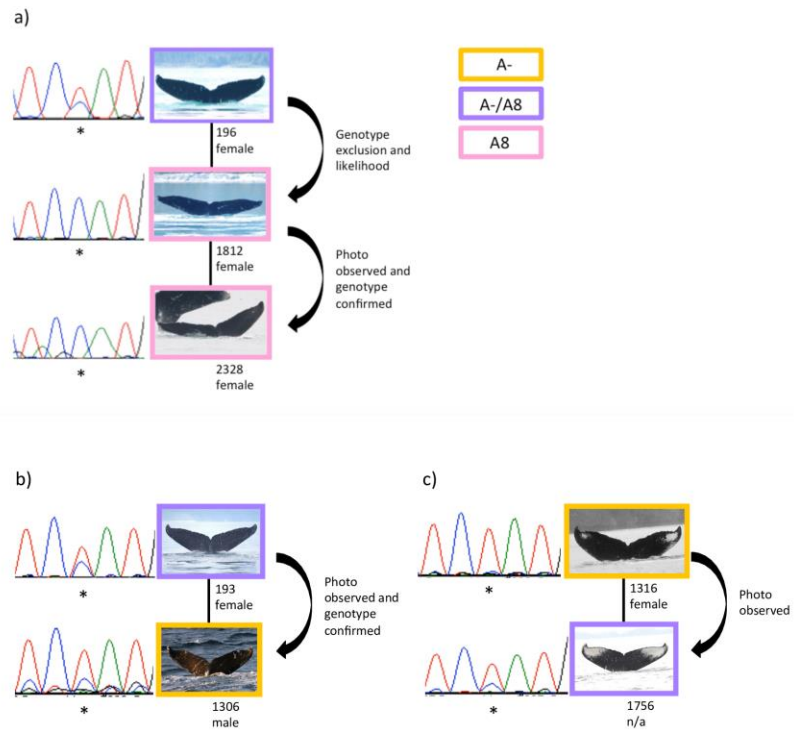 a)
A-
A-/A8
A8
*
196
female
Genotype
exclusion and
likelihood
*
1812
female
Photo
observed and
genotype
confirmed
*
2328
female
b)
*
193
female
Photo
observed and
genotype
confirmed
*
1306
male
c)
*
1316
female
Photo
observed
*
1756
n/a